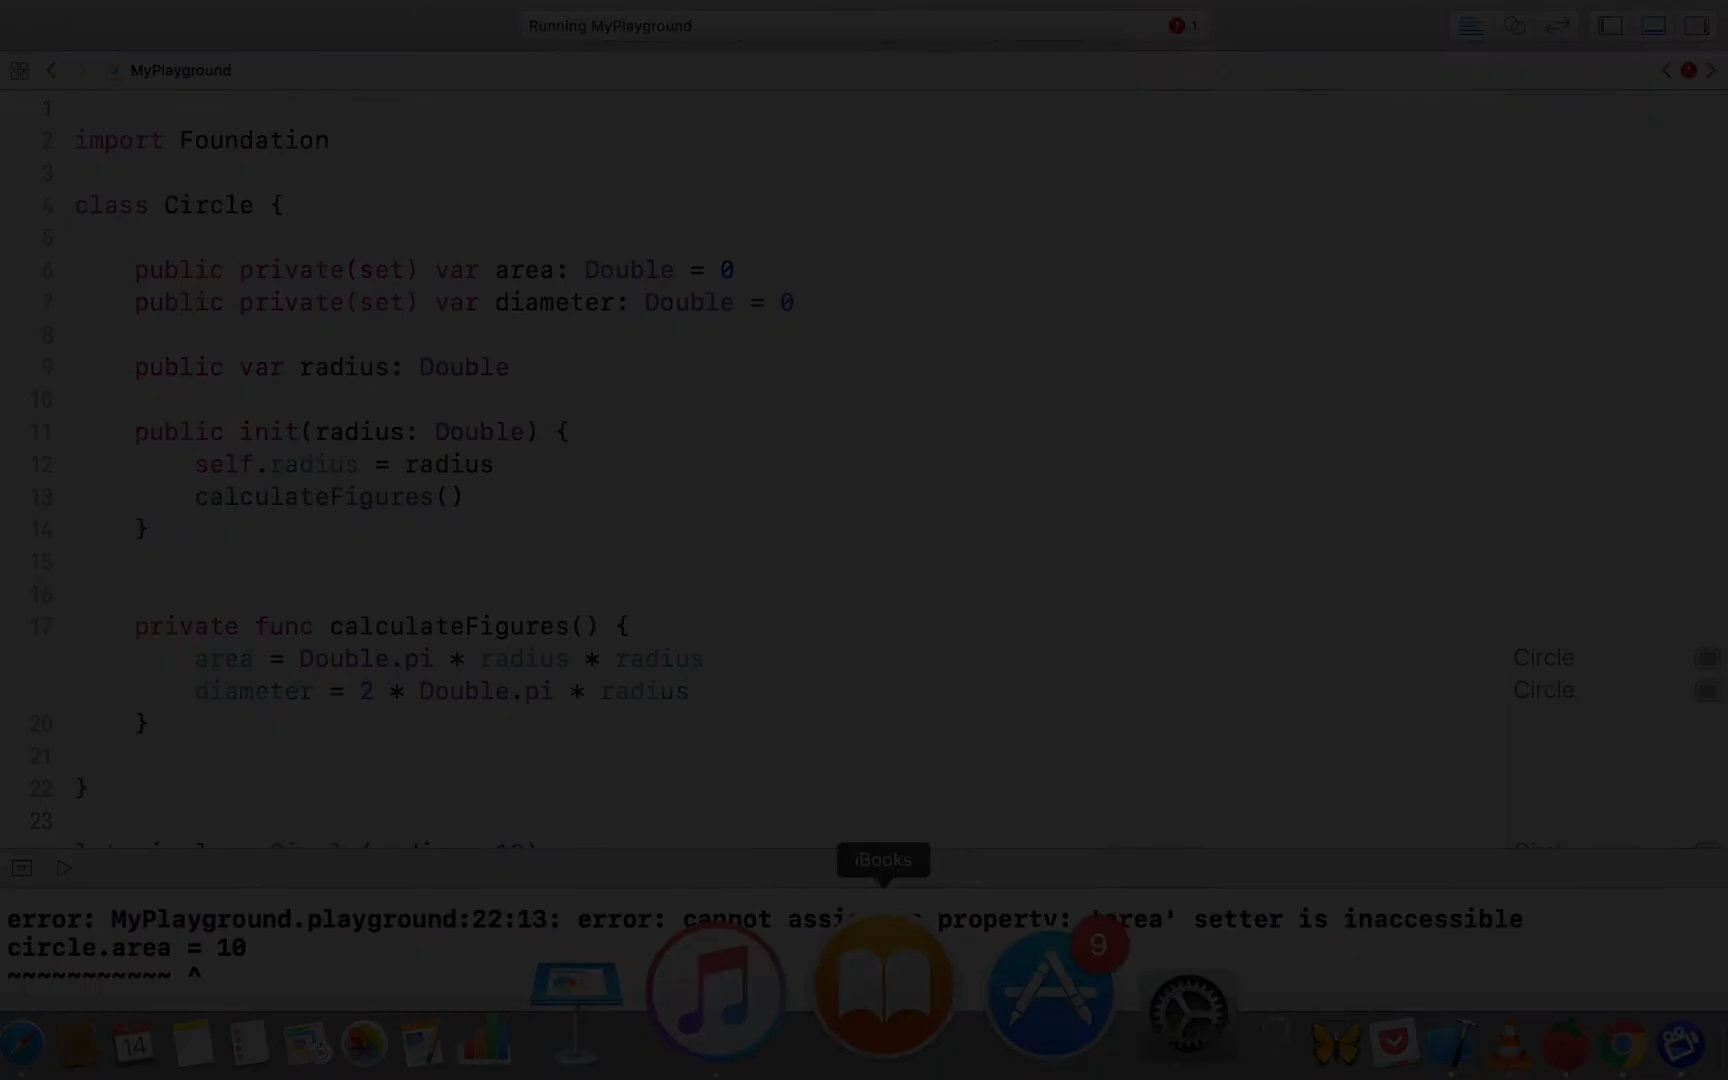 Running MyPlayground 1
MyPlayground
1
2 import Foundation
3
4 class Circle {
5
6 public private(set) var area: Double = 0
7 public private(set) var diameter: Double = 0
8
9 public var radius: Double
10
11 public init(radius: Double) {
12 self.radius = radius
13 calculateFigures()
14 }
15
16
17 private func calculateFigures() {
area = Double.pi * radius * radius Circle
diameter = 2 * Double.pi * radius Circle
20 }
21
22 }
23
iBooks
error: MyPlayground.playground:22:13: error: cannot property: setter is inaccessible
circle.area = 10
~~~~~~~~~~~ ^
9
14